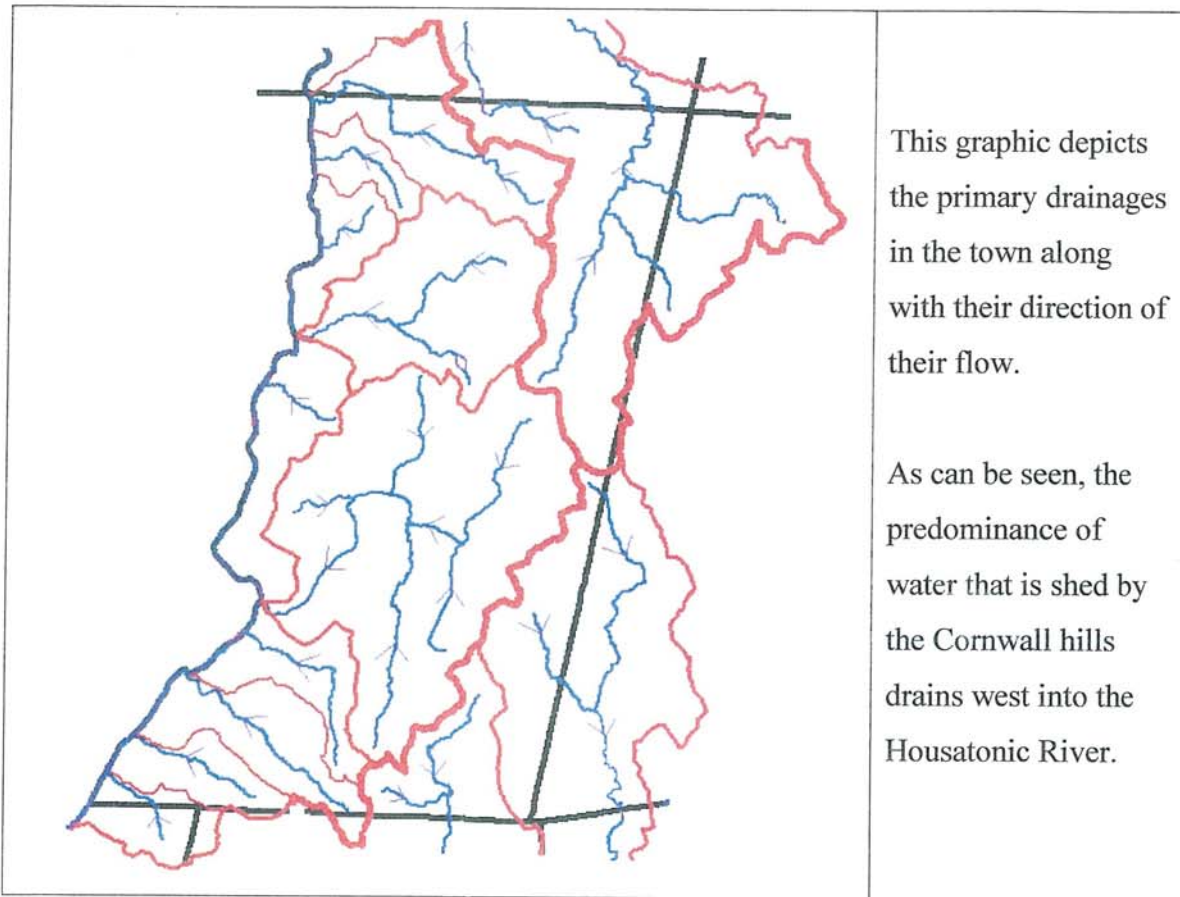 This graphic depicts
the primary drainages
in the town along
with their direction of
their flow.
As can be seen, the
predominance of
water that is shed by
the Cornwall hills
drains west into the
Housatonic River.